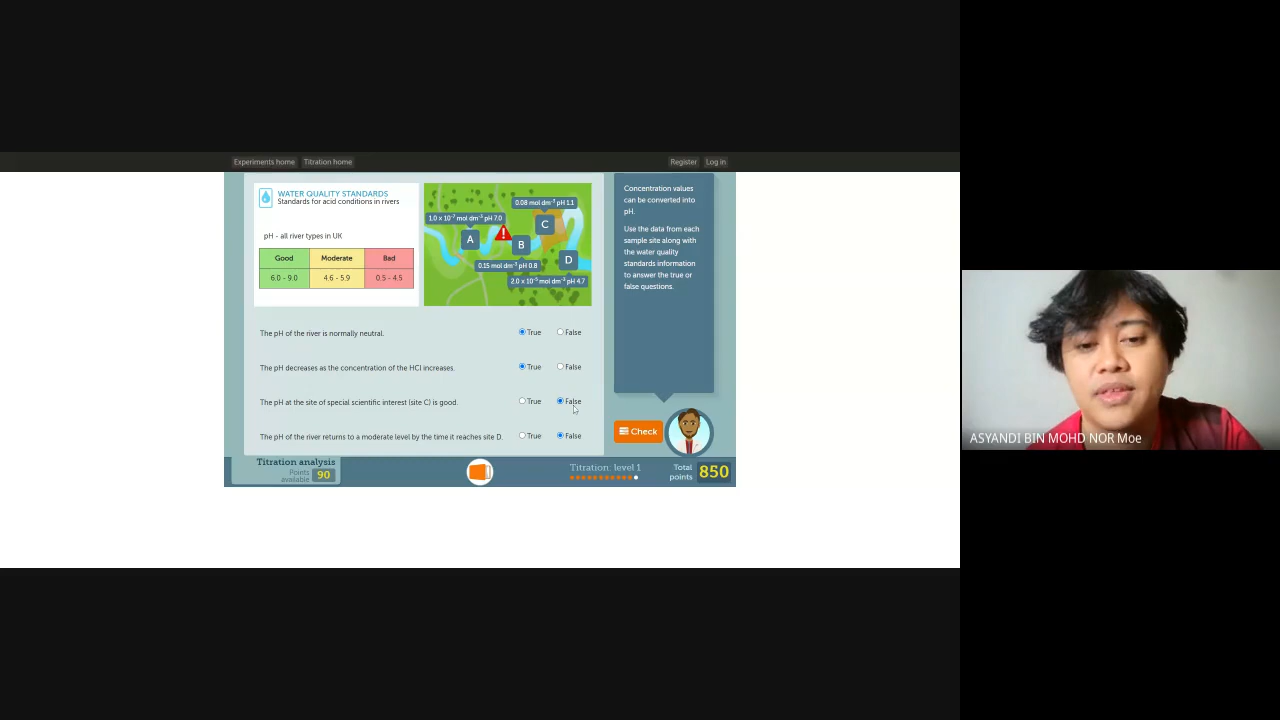 Experiments home
Titration home
Register
Log in
WATER QUALITY STANDARDS
Standards for acid conditions in rivers
pH - all river types in UK
Good
Moderate
Bad
6.0 - 9.0
4.6 - 5.9
0.5 - 4.5
0.08 mol dm⁻³ pH 1.1
1.0 x 10⁻⁷ mol dm⁻³ pH 7.0
C
A
B
D
0.15 mol dm⁻³ pH 0.8
2.0 x 10⁻⁵ mol dm⁻³ pH 4.7
Concentration values
can be converted into
pH.
Use the data from each
sample site along with
the water quality
standards information
to answer the true or
false questions.
The pH of the river is normally neutral.
True
False
The pH decreases as the concentration of the HCl increases.
True
False
The pH at the site of special scientific interest (site C) is good.
True
False
The pH of the river returns to a moderate level by the time it reaches site D.
True
False
Check
Titration analysis
Points
available
90
Titration: level 1
Total
points
850
ASYANDI BIN MOHD NOR Moe